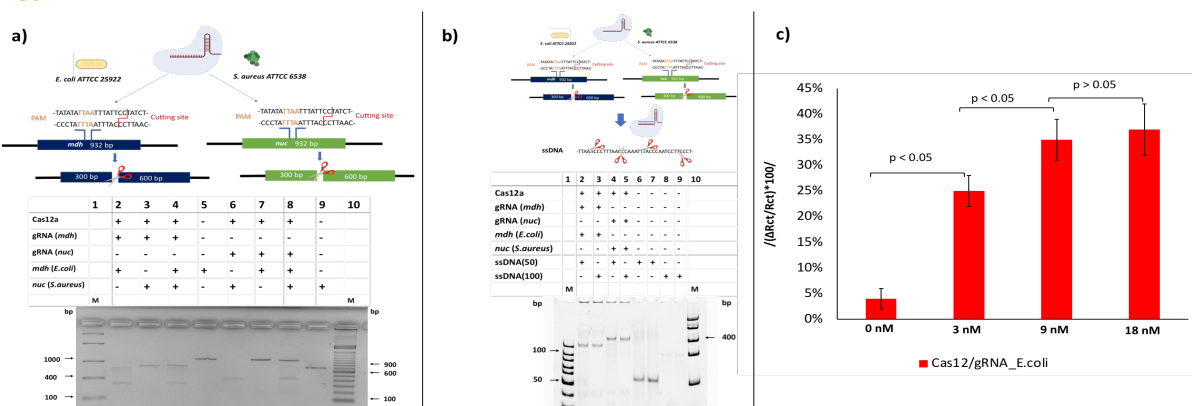 a)
E. coli ATTCC 25922
S. aureus ATTCC 6538
-TATATATTAATTTATTCCTATCT-
PAM
-CCCTATTTAATTTACCTTAAC-
Cutting site
-TATATATTAATTTATTCCTATCT-
PAM
-CCCTATTTAATTTACCCTTAAC-
Cutting site
mdh 932 bp
nuc 932 bp
300 bp 600 bp
300 bp 600 bp
1 2 3 4 5 6 7 8 9 10
Cas12a + + + - + + + -
gRNA (mdh) + + + - - - - -
gRNA (nuc) - - - - + + + -
mdh (E.coli) + - + + - + + -
nuc (S.aureus) - + + - + - + +
M M
bp bp
1000
400
100
900
600
100
b)
E. coli ATTCC 25922
S. aureus ATTCC 6538
PAM
Cutting site
PAM
Cutting site
mdh 932 bp
nuc 932 bp
300 bp 600 bp
300 bp 600 bp
ssDNA
1 2 3 4 5 6 7 8 9 10
Cas12a + + + + - - - -
gRNA (mdh) + + - - - - - -
gRNA (nuc) - - + + - - - -
mdh (E.coli) + + - - - - - -
nuc (S.aureus) - - + + - - - -
ssDNA(50) + - + - + + - -
ssDNA(100) - + - + - - + +
M M
bp bp
100
50
400
c)
/(ΔRct/Rct)*100/
45%
40%
35%
30%
25%
20%
15%
10%
5%
0%
p < 0.05
p < 0.05
p > 0.05
0 nM 3 nM 9 nM 18 nM
Cas12/gRNA_E.coli